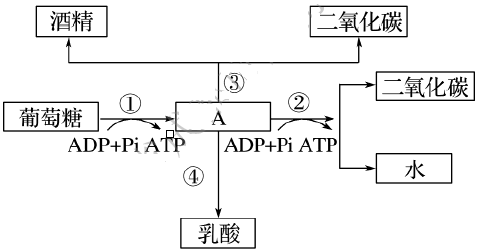 酒精
二氧化碳
③
二氧化碳
葡萄糖
①
A
②
ADP+Pi ATP
ADP+Pi ATP
④
水
乳酸